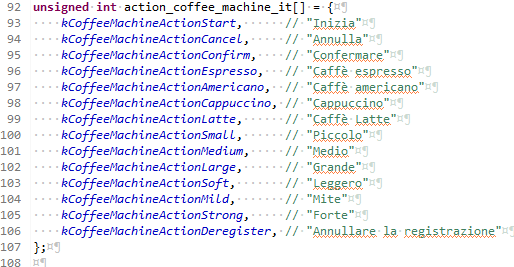 92 unsigned int action_coffee_machine_it[] = {
93     kCoffeeMachineActionStart,      // "Inizia"
94     kCoffeeMachineActionCancel,     // "Annulla"
95     kCoffeeMachineActionConfirm,    // "Confermare"
96     kCoffeeMachineActionEspresso,   // "Caffè espresso"
97     kCoffeeMachineActionAmericano,  // "Caffè americano"
98     kCoffeeMachineActionCappuccino, // "Cappuccino"
99     kCoffeeMachineActionLatte,      // "Caffè Latte"
100     kCoffeeMachineActionSmall,      // "Piccolo"
101     kCoffeeMachineActionMedium,     // "Medio"
102     kCoffeeMachineActionLarge,      // "Grande"
103     kCoffeeMachineActionSoft,       // "Leggero"
104     kCoffeeMachineActionMild,       // "Mite"
105     kCoffeeMachineActionStrong,     // "Forte"
106     kCoffeeMachineActionDeregister, // "Annullare la registrazione"
107 };
108